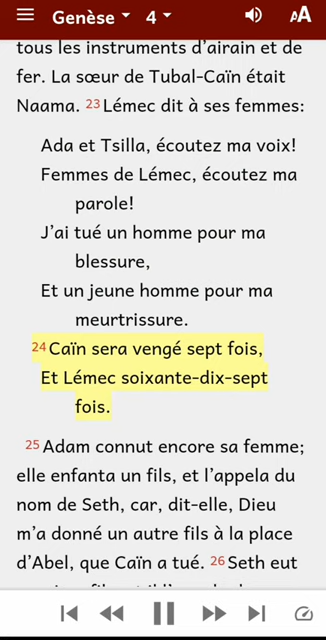 Genèse 4 AA
tous les instruments d'airain et de
fer. La sœur de Tubal-Caïn était
Naama. 23 Lémec dit à ses femmes:
Ada et Tsilla, écoutez ma voix!
Femmes de Lémec, écoutez ma
parole!
J'ai tué un homme pour ma
blessure,
Et un jeune homme pour ma
meurtrissure.
24 Caïn sera vengé sept fois,
Et Lémec soixante-dix-sept
fois.
25 Adam connut encore sa femme;
elle enfanta un fils, et l'appela du
nom de Seth, car, dit-elle, Dieu
m'a donné un autre fils à la place
d'Abel, que Caïn a tué. 26 Seth eut